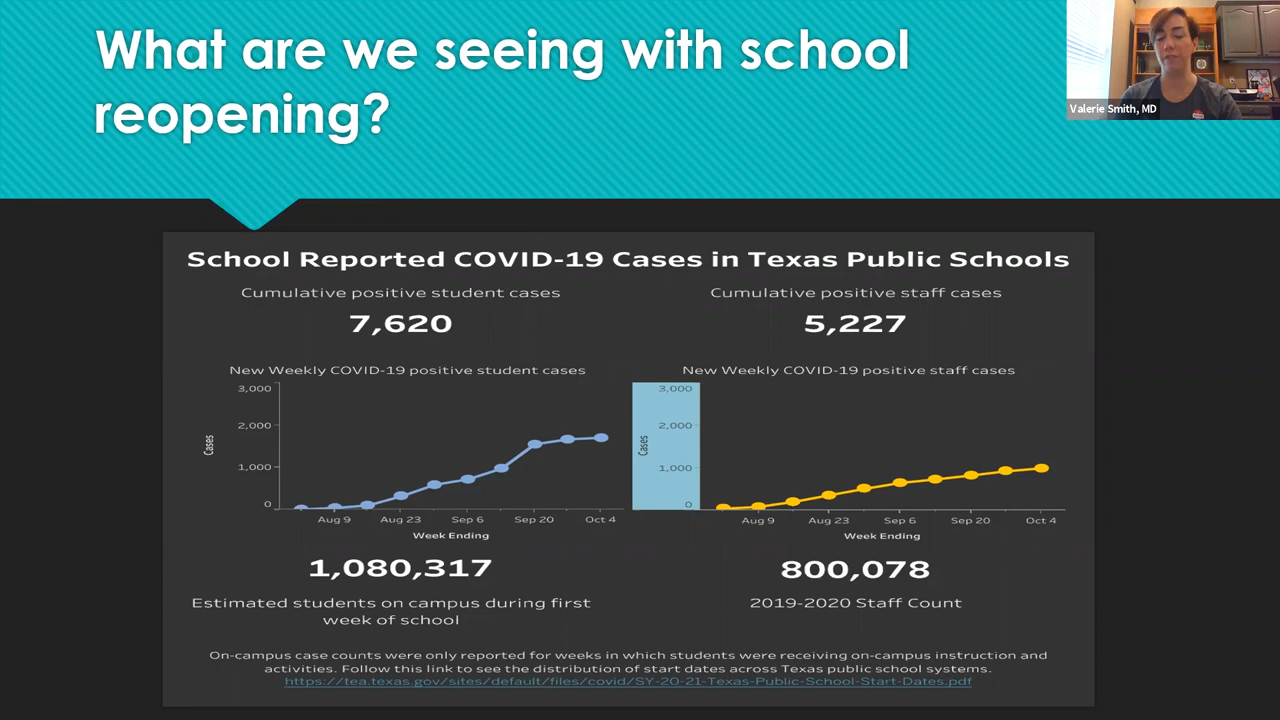 What are we seeing with school
reopening?
Valerie Smith, MD
School Reported COVID-19 Cases in Texas Public Schools
Cumulative positive student cases
7,620
Cumulative positive staff cases
5,227
New Weekly COVID-19 positive student cases
3,000
2,000
1,000
0
Cases
Aug 9
Aug 23
Sep 6
Sep 20
Oct 4
Week Ending
New Weekly COVID-19 positive staff cases
3,000
2,000
1,000
0
Cases
Aug 9
Aug 23
Sep 6
Sep 20
Oct 4
Week Ending
1,080,317
Estimated students on campus during first
week of school
800,078
2019-2020 Staff Count
On-campus case counts were only reported for weeks in which students were receiving on-campus instruction and
activities. Follow this link to see the distribution of start dates across Texas public school systems.
https://tea.texas.gov/sites/default/files/covid/SY-20-21-Texas-Public-School-Start-Dates.pdf